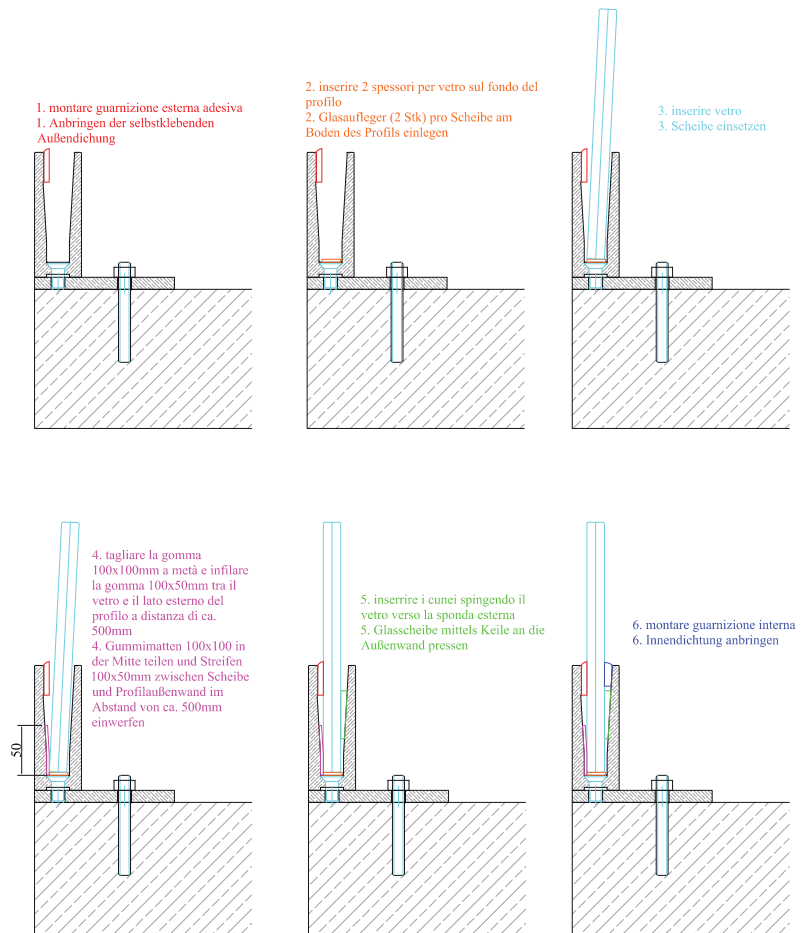 1. montare guarnizione esterna adesiva
1. Anbringen der selbstklebenden
Außendichung
2. inserire 2 spessori per vetro sul fondo del
profilo
2. Glasaufleger (2 Stk) pro Scheibe am
Boden des Profils einlegen
3. inserire vetro
3. Scheibe einsetzen
4. tagliare la gomma
100x100mm a metà e infilare
la gomma 100x50mm tra il
vetro e il lato esterno del
profilo a distanza di ca.
500mm
4. Gummimatten 100x100 in
der Mitte teilen und Streifen
100x50mm zwischen Scheibe
und Profilaußenwand im
Abstand von ca. 500mm
einwerfen
50
5. inserrire i cunei spingendo il
vetro verso la sponda esterna
5. Glasscheibe mittels Keile an die
Außenwand pressen
6. montare guarnizione interna
6. Innendichtung anbringen